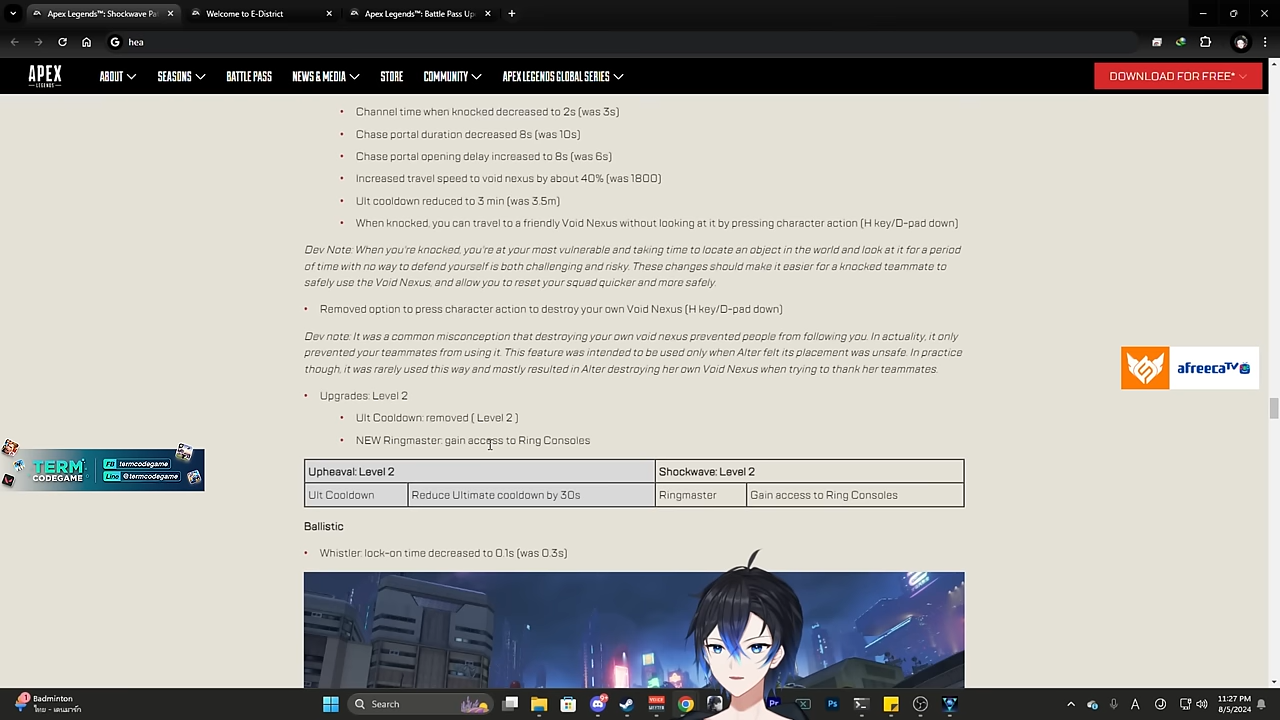 Apex Legends™: Shockwave Pa
Welcome to E-District
Apex Legends™: Battle Pass Up
hea
APEX
LEGENDS
ABOUT
SEASONS
BATTLE PASS
NEWS & MEDIA
STORE
COMMUNITY
APEX LEGENDS GLOBAL SERIES
DOWNLOAD FOR FREE*
• Channel time when knocked decreased to 2s (was 3s)
• Chase portal duration decreased 8s (was 10s)
• Chase portal opening delay increased to 8s (was 6s)
• Increased travel speed to void nexus by about 40% (was 1800)
• Ult cooldown reduced to 3 min (was 3.5m)
• When knocked, you can travel to a friendly Void Nexus without looking at it by pressing character action (H key/D-pad down)
Dev Note: When you're knocked, you're at your most vulnerable and taking time to locate an object in the world and look at it for a period
of time with no way to defend yourself is both challenging and risky. These changes should make it easier for a knocked teammate to
safely use the Void Nexus, and allow you to reset your squad quicker and more safely.
• Removed option to press character action to destroy your own Void Nexus (H key/D-pad down)
Dev note: It was a common misconception that destroying your own void nexus prevented people from following you. In actuality, it only
prevented your teammates from using it. This feature was intended to be used only when Alter felt its placement was unsafe. In practice
though, it was rarely used this way and mostly resulted in Alter destroying her own Void Nexus when trying to thank her teammates.
afreecaTV
• Upgrades: Level 2
• Ult Cooldown: removed ( Level 2 )
• NEW Ringmaster: gain access to Ring Consoles
TERM
CODEGAME
FB termcodegame
Line @termcodegame
Upheaval: Level 2
Shockwave: Level 2
Ult Cooldown
Reduce Ultimate cooldown by 30s
Ringmaster
Gain access to Ring Consoles
Ballistic
• Whistler: lock-on time decreased to 0.1s (was 0.3s)
1
Badminton
ไทย - เดนมาร์ก
Search
11:27 PM
8/5/2024